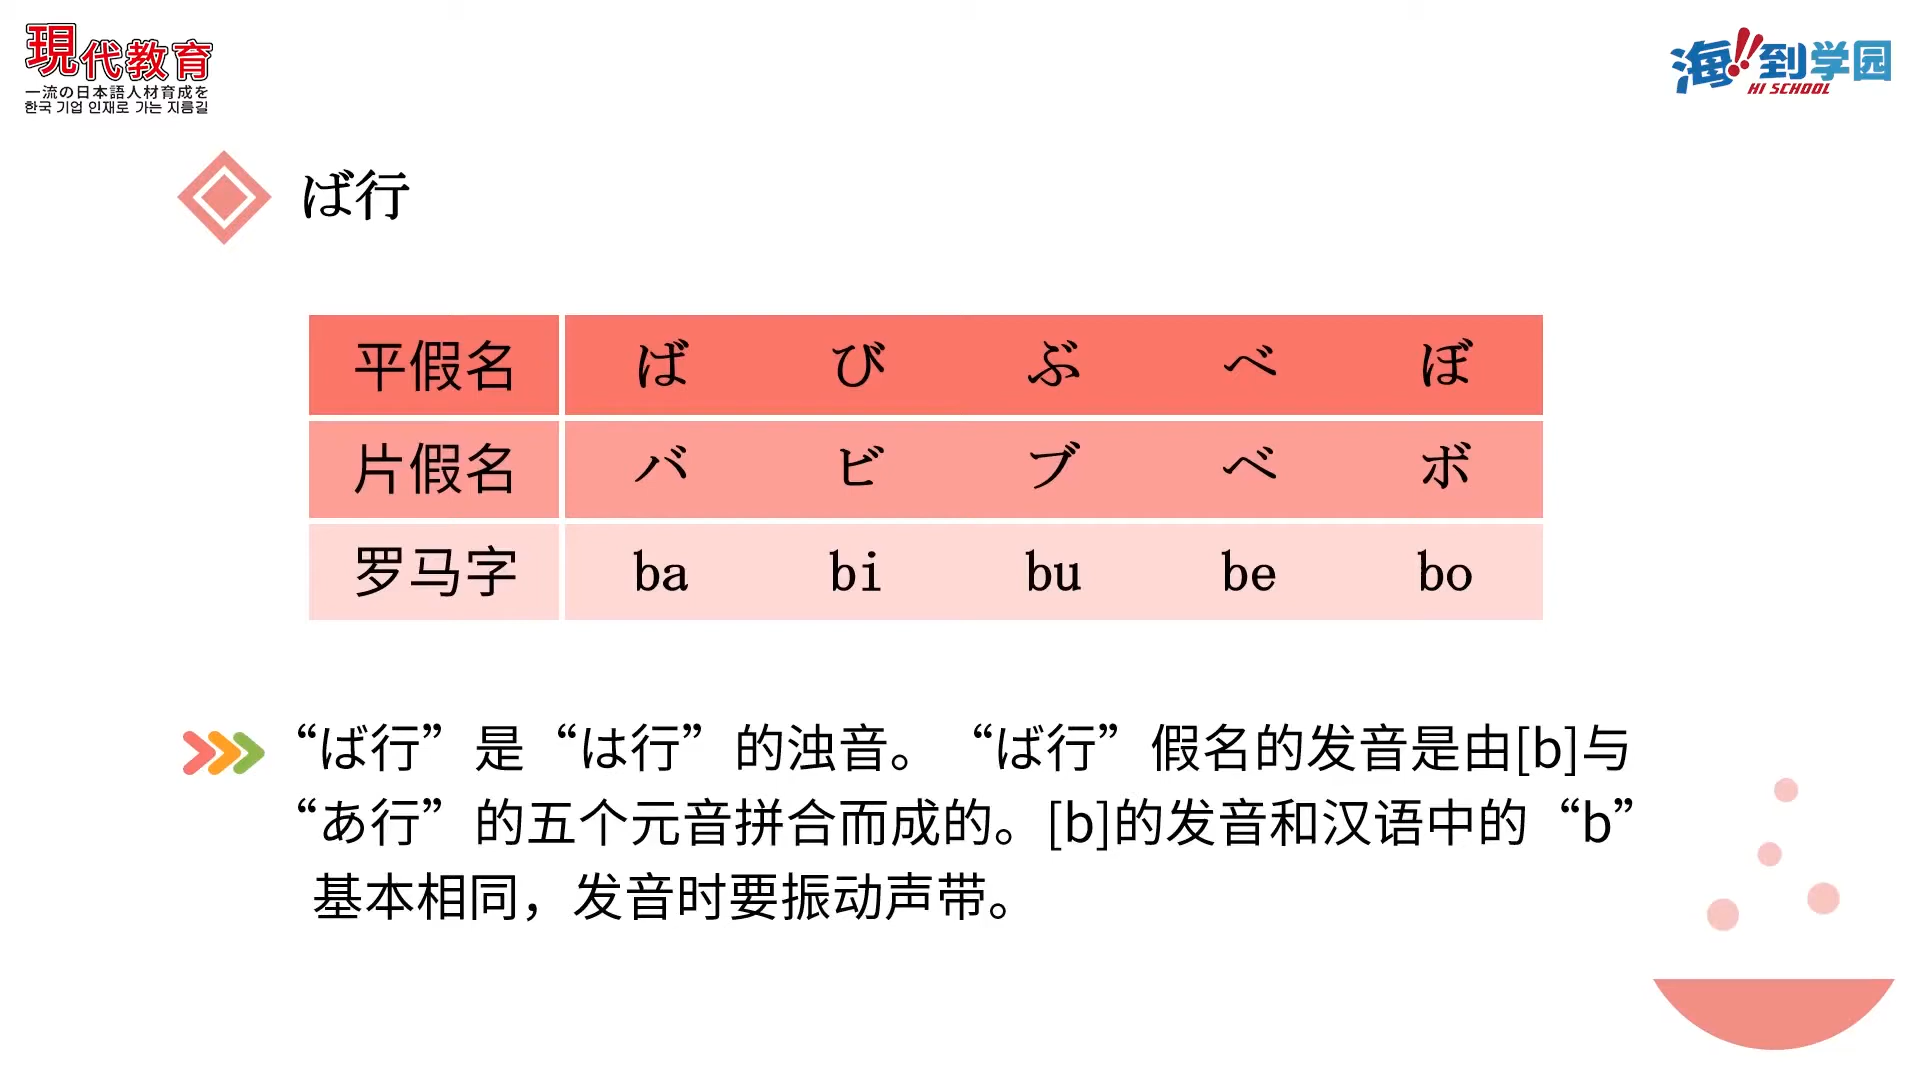 現代教育
一流の日本語人材育成を
한국 기업 인재로 가는 지름길
海!!到学园
HI SCHOOL
ば行
平假名 ば び ぶ べ ぼ
片假名 バ ビ ブ ベ ボ
罗马字 ba bi bu be bo
“ば行”是“は行”的浊音。“ば行”假名的发音是由[b]与
“あ行”的五个元音拼合而成的。[b]的发音和汉语中的“b”
基本相同，发音时要振动声带。